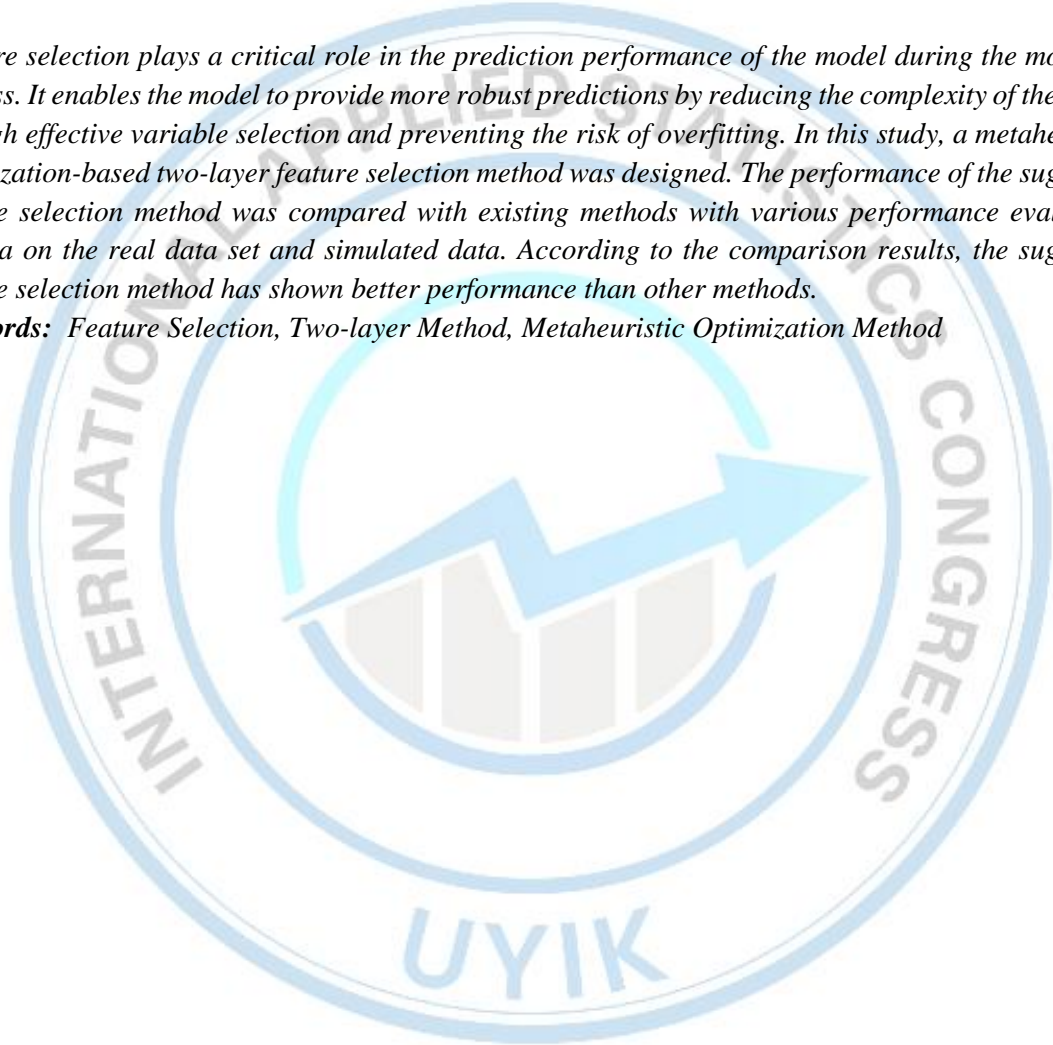 re selection plays a critical role in the prediction performance of the model during the mo
ss. It enables the model to provide more robust predictions by reducing the complexity of the
gh effective variable selection and preventing the risk of overfitting. In this study, a metahe
zation-based two-layer feature selection method was designed. The performance of the sug
e selection method was compared with existing methods with various performance eval
a on the real data set and simulated data. According to the comparison results, the sug
e selection method has shown better performance than other methods.
ords: Feature Selection, Two-layer Method, Metaheuristic Optimization Method
INTERNATIONAL APPLIED STATISTICS CONGRESS
UYIK